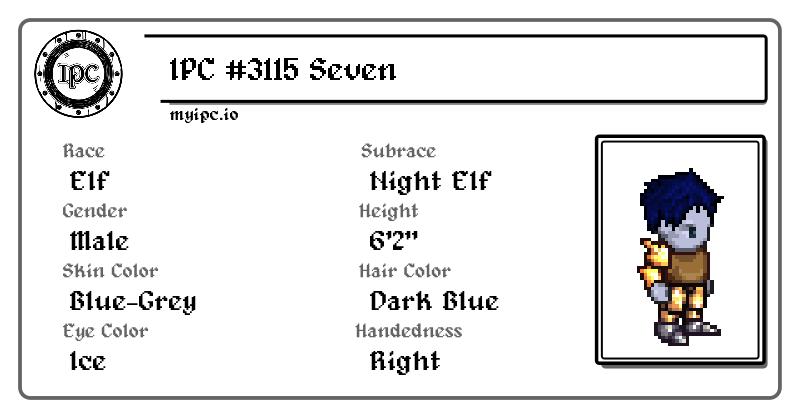 IPC
IPC #3115 Seven
myipc.io
Race
Subrace
Elf
Night Elf
Gender
Height
Male
6'2"
Skin Color
Hair Color
Blue-Grey
Dark Blue
Eye Color
Handedness
Ice
Right